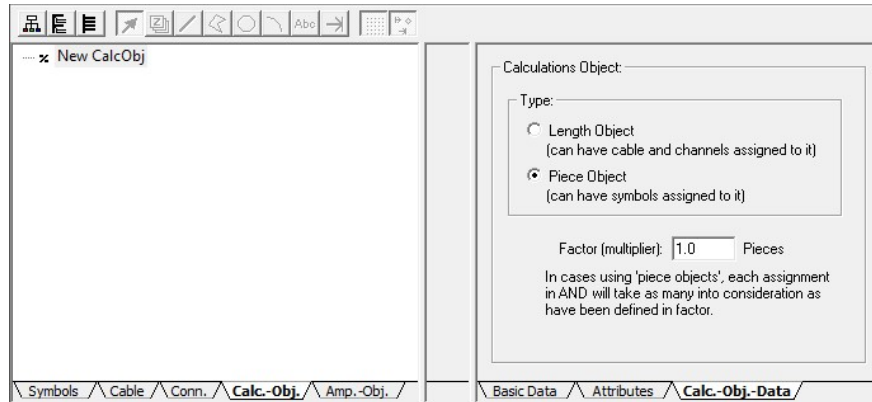 Abc
New CalcObj
Calculations Object:
Type:
Length Object
(can have cable and channels assigned to it)
Piece Object
(can have symbols assigned to it)
Factor (multiplier): 1.0 Pieces
In cases using 'piece objects', each assignment
in AND will take as many into consideration as
have been defined in factor.
Symbols Cable Conn. Calc.-Obj. Amp.-Obj.
Basic Data Attributes Calc.-Obj.-Data